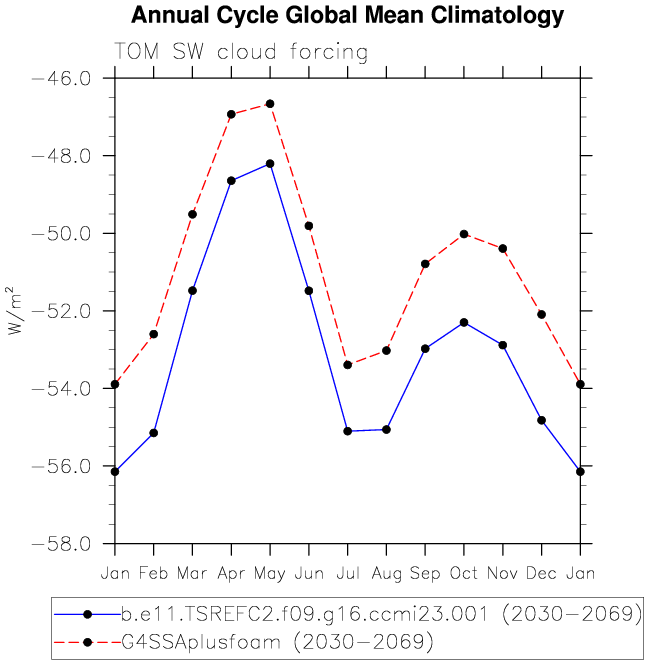 Annual Cycle Global Mean Climatology
TOM SW cloud forcing
−46.0
−48.0
−50.0
−52.0
−54.0
−56.0
−58.0
W/m²
Jan Feb Mar Apr May Jun Jul Aug Sep Oct Nov Dec Jan
b.e11.TSREFC2.f09.g16.ccmi23.001 (2030−2069)
G4SSAplusfoam (2030−2069)